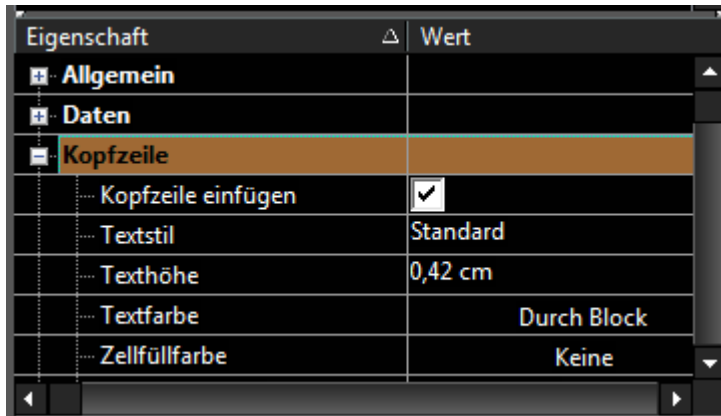 Eigenschaft Wert
Allgemein
Daten
Kopfzeile
Kopfzeile einfügen
Textstil Standard
Texthöhe 0,42 cm
Textfarbe Durch Block
Zellfüllfarbe Keine